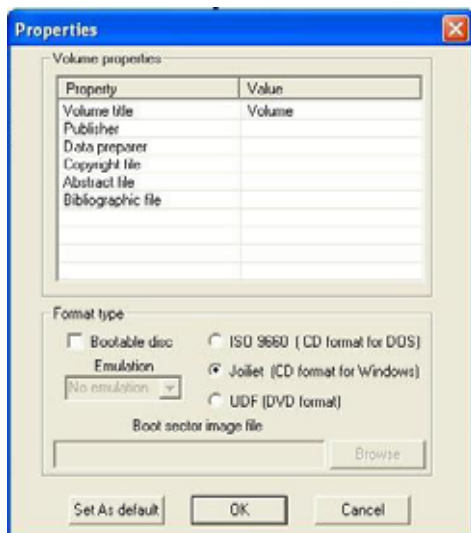 Properties
Volume properties
Property Value
Volume title Volume
Publisher
Data preparer
Copyright file
Abstract file
Bibliographic file
Format type
Bootable disc
ISO 9660 ( CD format for DOS)
Emulation
Joiliet (CD format for Windows)
No emulation
UDF (DVD format)
Boot sector image file
Browse
Set As default OK Cancel